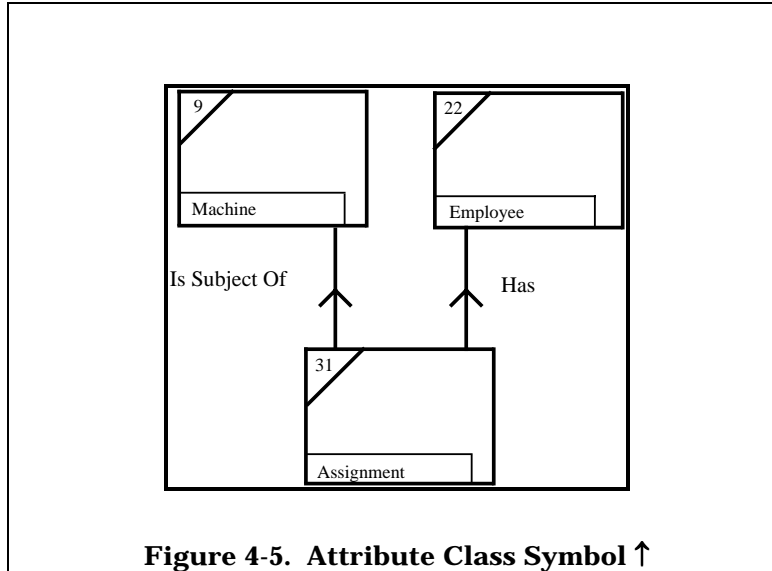 9
22
Machine
Employee
Is Subject Of
Has
31
Assignment
Figure 4-5. Attribute Class Symbol ↑